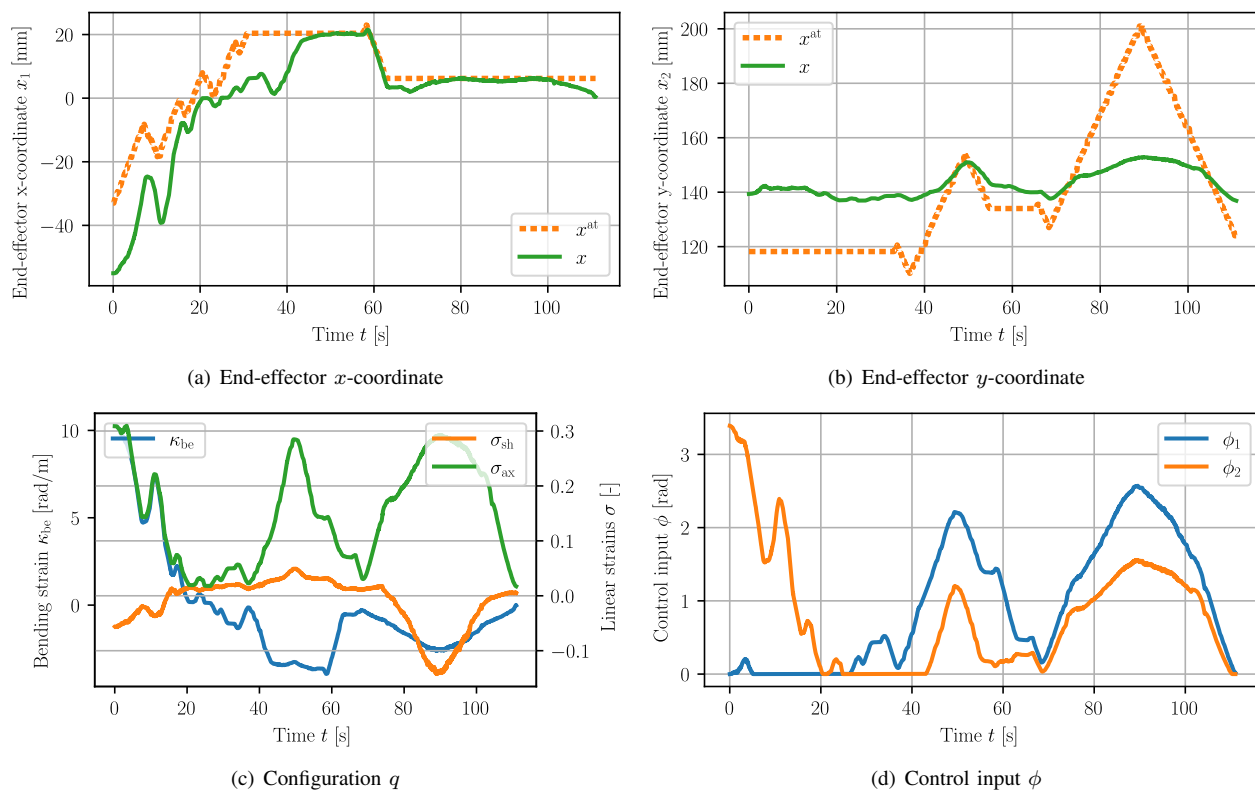 End-effector x-coordinate x₁ [mm]
20
0
−20
−40
x^at
x
0
20
40
60
80
100
Time t [s]
(a) End-effector x-coordinate
End-effector y-coordinate x₂ [mm]
200
180
160
140
120
x^at
x
0
20
40
60
80
100
Time t [s]
(b) End-effector y-coordinate
Bending strain κ_be [rad/m]
10
5
0
κ_be
σ_sh
σ_ax
0.3
0.2
0.1
0.0
−0.1
Linear strains σ [-]
0
20
40
60
80
100
Time t [s]
(c) Configuration q
Control input ϕ [rad]
3
2
1
0
ϕ₁
ϕ₂
0
20
40
60
80
100
Time t [s]
(d) Control input ϕ